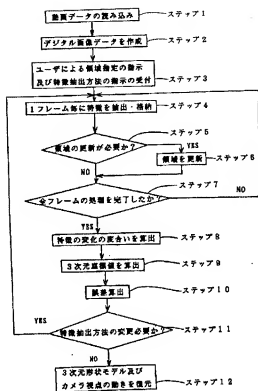 動画データの読み込み
ステップ1
デジタル画像データを作成
ステップ2
ユーザによる領域指定の指示
及び特徴抽出方法の指示の受付
ステップ3
1フレーム毎に特徴を抽出・格納
ステップ4
ステップ5
領域の更新が必要か?
YES
ステップ6
領域を更新
NO
ステップ7
全フレームの処理を完了したか?
NO
YES
特徴の変化の度合いを算出
ステップ8
3次元座標値を算出
ステップ9
誤差算出
ステップ10
YES
特徴抽出方法の変更必要か?
ステップ11
NO
3次元形状モデル及び
カメラ視点の動きを復元
ステップ12